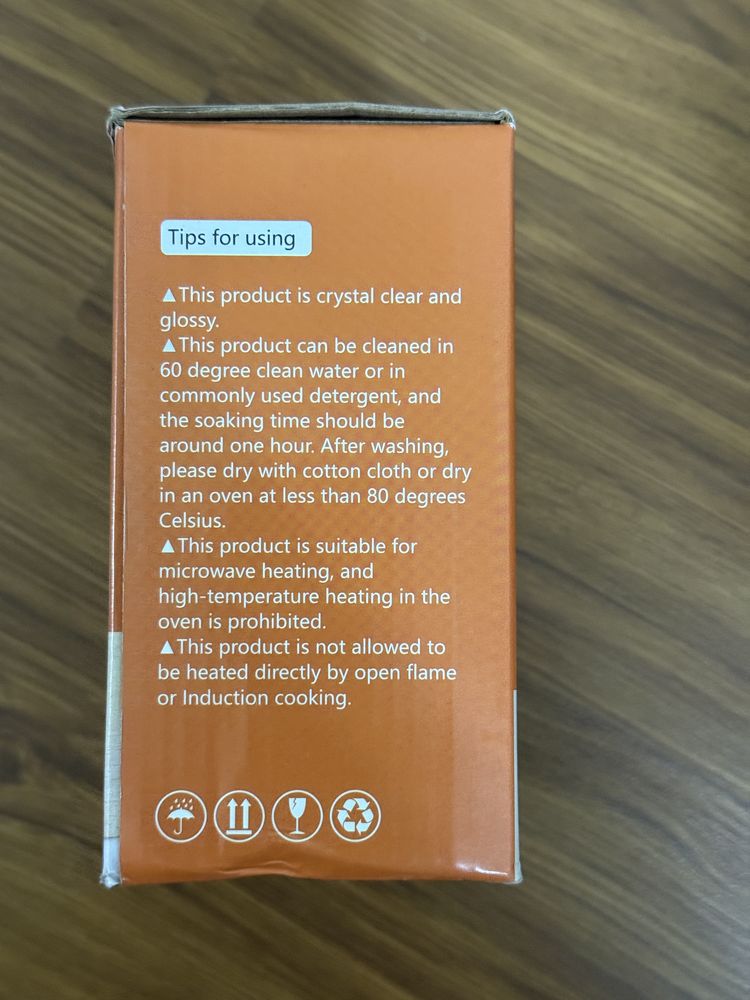 Tips for using
▲This product is crystal clear and
glossy.
▲This product can be cleaned in
60 degree clean water or in
commonly used detergent, and
the soaking time should be
around one hour. After washing,
please dry with cotton cloth or dry
in an oven at less than 80 degrees
Celsius.
▲This product is suitable for
microwave heating, and
high-temperature heating in the
oven is prohibited.
▲This product is not allowed to
be heated directly by open flame
or Induction cooking.